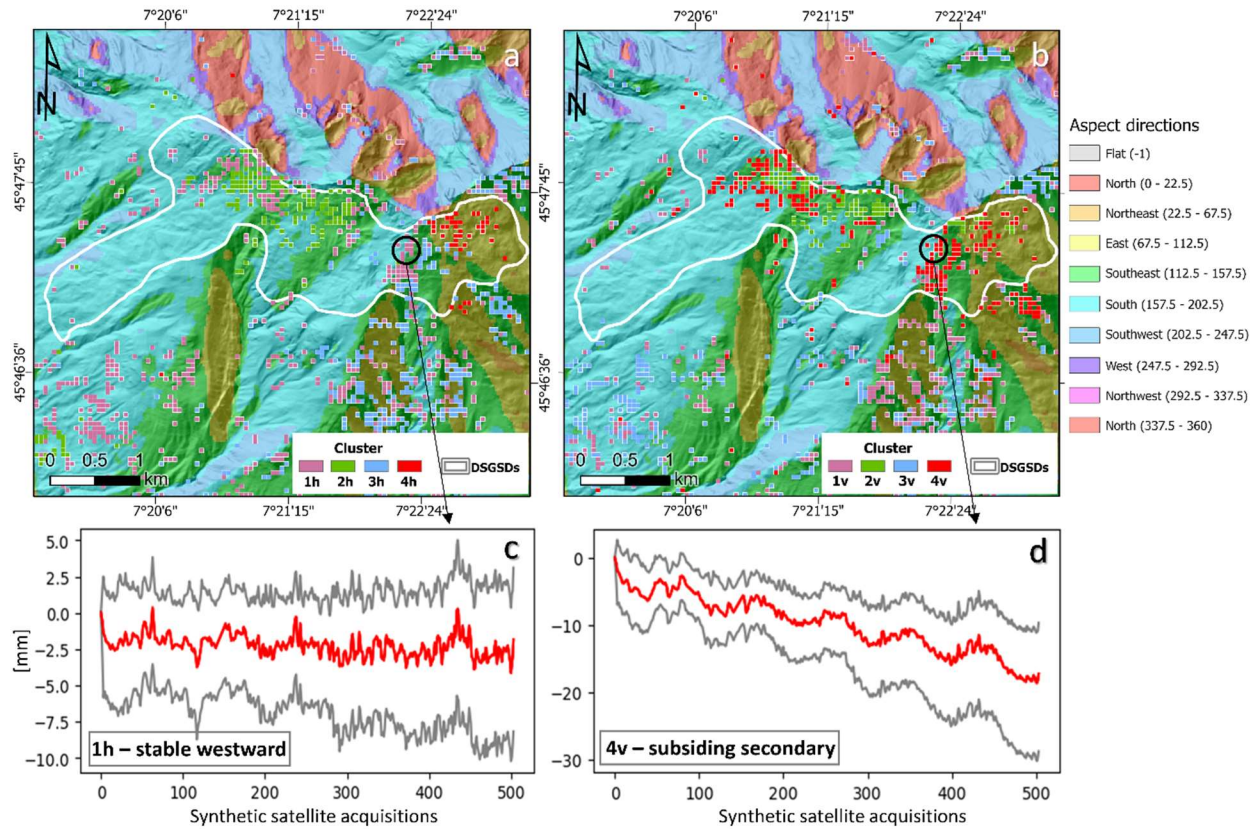 7°20'6" 7°21'15" 7°22'24" 7°20'6" 7°21'15" 7°22'24"
a b
N N
45°47'45" 45°47'45" 45°47'45"
45°46'36" 45°46'36"
Aspect directions
Flat (-1)
North (0 - 22.5)
Northeast (22.5 - 67.5)
East (67.5 - 112.5)
Southeast (112.5 - 157.5)
South (157.5 - 202.5)
Southwest (202.5 - 247.5)
West (247.5 - 292.5)
Northwest (292.5 - 337.5)
North (337.5 - 360)
0 0.5 1
km
Cluster
DSGSDs
1h 2h 3h 4h
0 0.5 1
km
Cluster
DSGSDs
1v 2v 3v 4v
7°20'6" 7°21'15" 7°22'24" 7°20'6" 7°21'15" 7°22'24"
c
[mm]
5.0
2.5
0.0
−2.5
−5.0
−7.5
−10.0
1h – stable westward
0 100 200 300 400 500
Synthetic satellite acquisitions
d
0
−10
−20
−30
4v – subsiding secondary
0 100 200 300 400 500
Synthetic satellite acquisitions